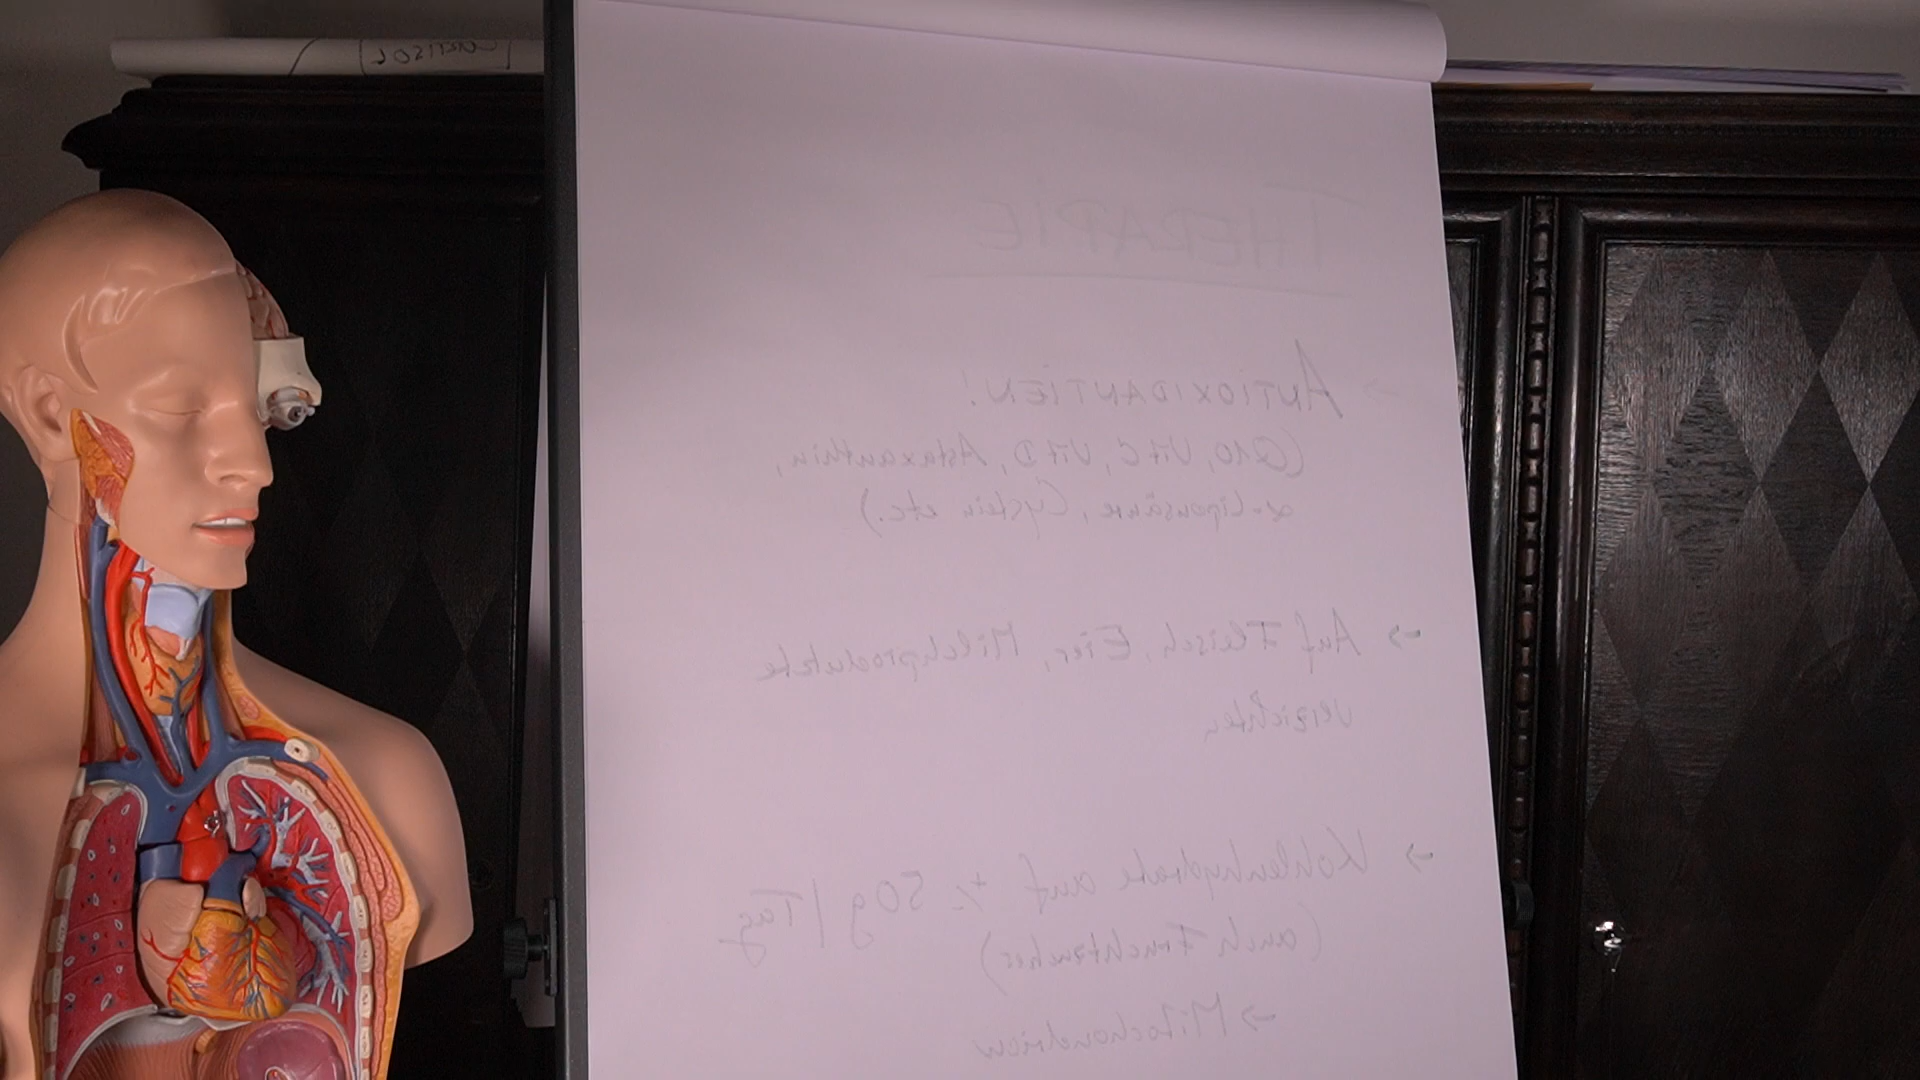 CORTISOL
THERAPIE
→ ANTIOXIDANTIEN!
(Q10, Vit C, Vit D, Astaxanthin,
α-Liponsäure, Cystein etc.)
→ Auf Fleisch, Eier, Milchprodukte
verzichten
→ Kohlenhydrate auf +/- 50g/Tag
(auch Fruchtzucker)
→ Mitochondrien